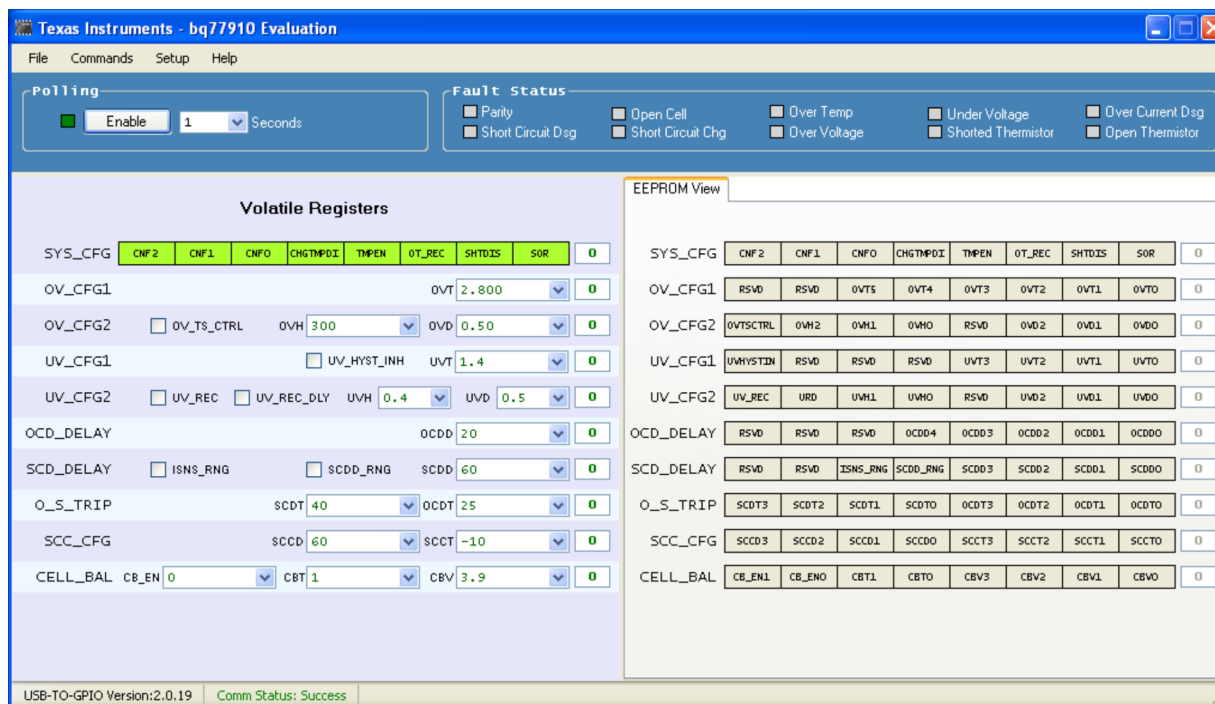 Texas Instruments - bq77910 Evaluation
File Commands Setup Help
Polling
Enable 1 Seconds
Fault Status
Parity Open Cell Over Temp Under Voltage Over Current Dsg
Short Circuit Dsg Short Circuit Chg Over Voltage Shorted Thermistor Open Thermistor
Volatile Registers
SYS_CFG CNF2 CNF1 CNF0 CHGTMPDI TMPEN OT_REC SHTDIS SOR 0
OV_CFG1 OVT 2.800 0
OV_CFG2 OV_TS_CTRL OVH 300 OVD 0.50 0
UV_CFG1 UV_HYST_INH UVT 1.4 0
UV_CFG2 UV_REC UV_REC_DLY UVH 0.4 UVD 0.5 0
OCD_DELAY OCDD 20 0
SCD_DELAY ISNS_RNG SCDD_RNG SCDD 60 0
O_S_TRIP SCDT 40 OCDT 25 0
SCC_CFG SCCD 60 SCCT -10 0
CELL_BAL CB_EN 0 CBT 1 CBV 3.9 0
EEPROM View
SYS_CFG CNF2 CNF1 CNF0 CHGTMPDI TMPEN OT_REC SHTDIS SOR 0
OV_CFG1 RSVD RSVD OVT5 OVT4 OVT3 OVT2 OVT1 OVT0 0
OV_CFG2 OVTSCTRL OVH2 OVH1 OVH0 RSVD OVD2 OVD1 OVD0 0
UV_CFG1 UVHYSTIN RSVD RSVD RSVD UVT3 UVT2 UVT1 UVT0 0
UV_CFG2 UV_REC URD UVH1 UVH0 RSVD UVD2 UVD1 UVD0 0
OCD_DELAY RSVD RSVD RSVD OCDD4 OCDD3 OCDD2 OCDD1 OCDD0 0
SCD_DELAY RSVD RSVD ISNS_RNG SCDD_RNG SCDD3 SCDD2 SCDD1 SCDD0 0
O_S_TRIP SCDT3 SCDT2 SCDT1 SCDT0 OCDT3 OCDT2 OCDT1 OCDT0 0
SCC_CFG SCCD3 SCCD2 SCCD1 SCCD0 SCCT3 SCCT2 SCCT1 SCCT0 0
CELL_BAL CB_EN1 CB_EN0 CBT1 CBT0 CBV3 CBV2 CBV1 CBV0 0
USB-TO-GPIO Version:2.0.19 Comm Status: Success